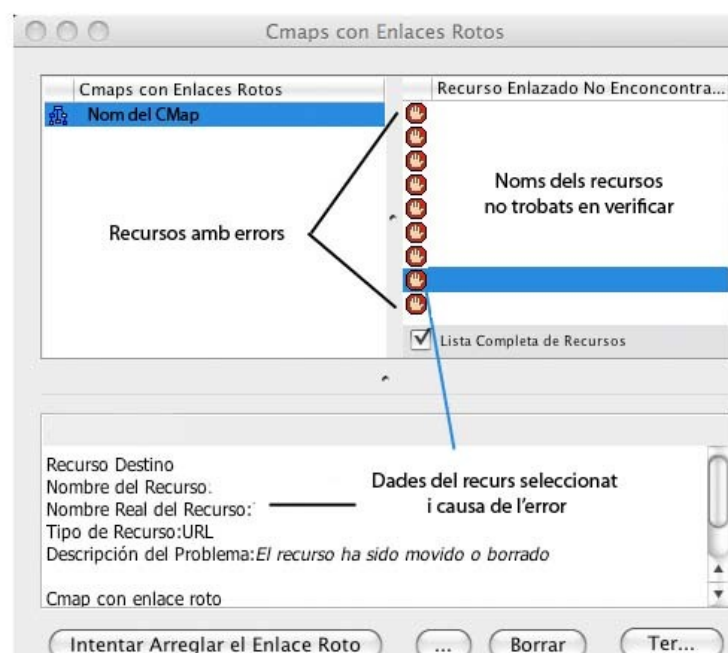 Cmaps con Enlaces Rotos
Cmaps con Enlaces Rotos
Recurso Enlazado No Enconcontra...
Nom del CMap
Noms dels recursos
no trobats en verificar
Recursos amb errors
Lista Completa de Recursos
Recurso Destino
Nombre del Recurso:
Nombre Real del Recurso:
Tipo de Recurso:URL
Descripción del Problema:El recurso ha sido movido o borrado
Dades del recurs seleccionat
i causa de l'error
Cmap con enlace roto
Intentar Arreglar el Enlace Roto
...
Borrar
Ter...